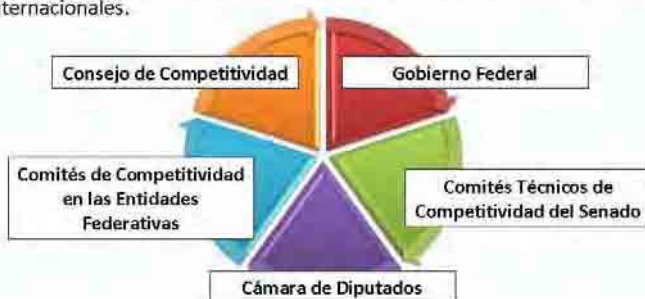 nternacionales.
Consejo de Competitividad
Gobierno Federal
Comités de Competitividad
en las Entidades
Federativas
Comités Técnicos de
Competitividad del Senado
Cámara de Diputados